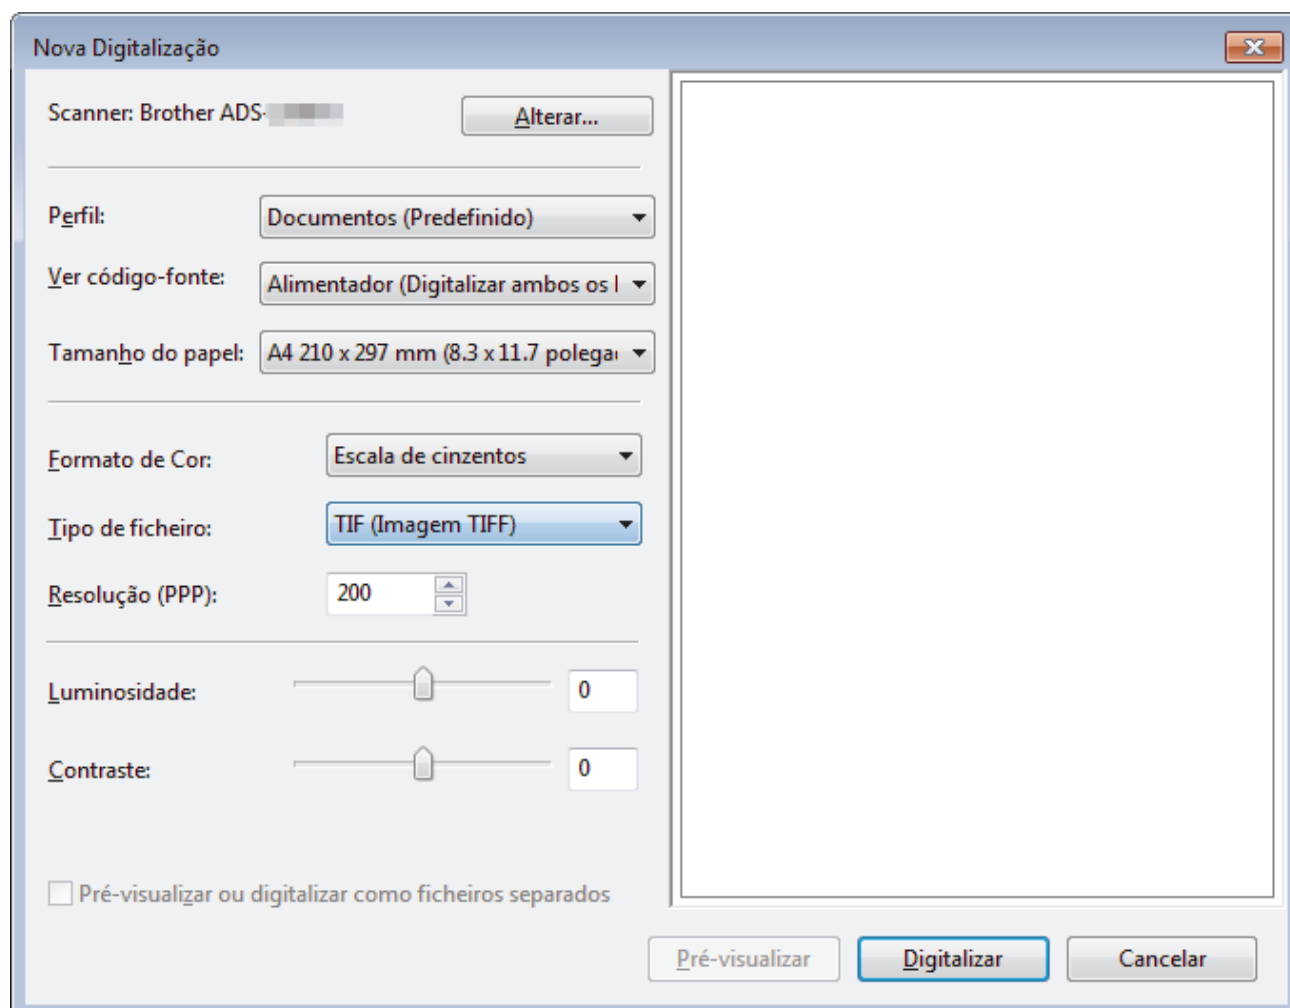 Nova Digitalização
Scanner: Brother ADS- Alterar...
Perfil: Documentos (Predefinido)
Ver código-fonte: Alimentador (Digitalizar ambos os
Tamanho do papel: A4 210 x 297 mm (8.3 x 11.7
Formato de Cor: Escala de cinzentos
Tipo de ficheiro: TIF (Imagem TIFF)
Resolução (PPP): 200
Luminosidade: 0
Contraste: 0
Pré-visualizar ou digitalizar como ficheiros separados
Pré-visualizar Digitalizar Cancelar